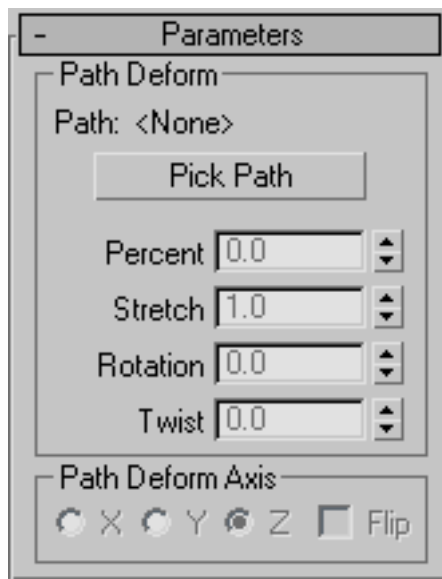 - Parameters
Path Deform
Path: <None>
Pick Path
Percent 0.0
Stretch 1.0
Rotation 0.0
Twist 0.0
Path Deform Axis
X Y Z Flip